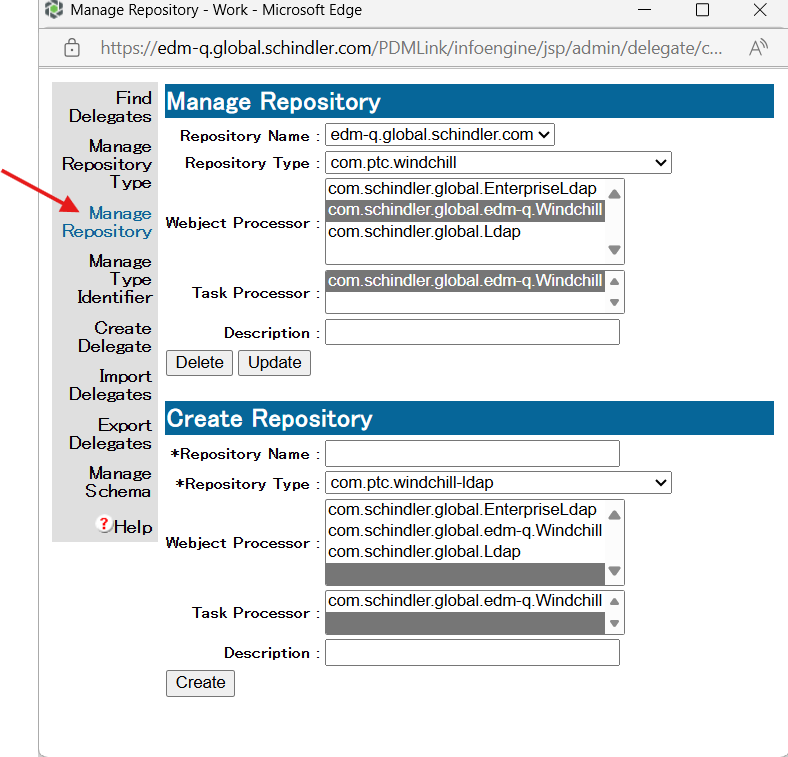 Manage Repository - Work - Microsoft Edge
https://edm-q.global.schindler.com/PDMLink/infoengine/jsp/admin/delegate/c...
Find
Delegates
Manage
Repository
Type
Manage
Repository
Manage
Type
Identifier
Create
Delegate
Import
Delegates
Export
Delegates
Manage
Schema
?Help
Manage Repository
Repository Name : edm-q.global.schindler.com
Repository Type : com.ptc.windchill
Webject Processor :
com.schindler.global.EnterpriseLdap
com.schindler.global.edm-q.Windchill
com.schindler.global.Ldap
Task Processor : com.schindler.global.edm-q.Windchill
Description :
Delete Update
Create Repository
*Repository Name :
*Repository Type : com.ptc.windchill-ldap
Webject Processor :
com.schindler.global.EnterpriseLdap
com.schindler.global.edm-q.Windchill
com.schindler.global.Ldap
Task Processor : com.schindler.global.edm-q.Windchill
Description :
Create